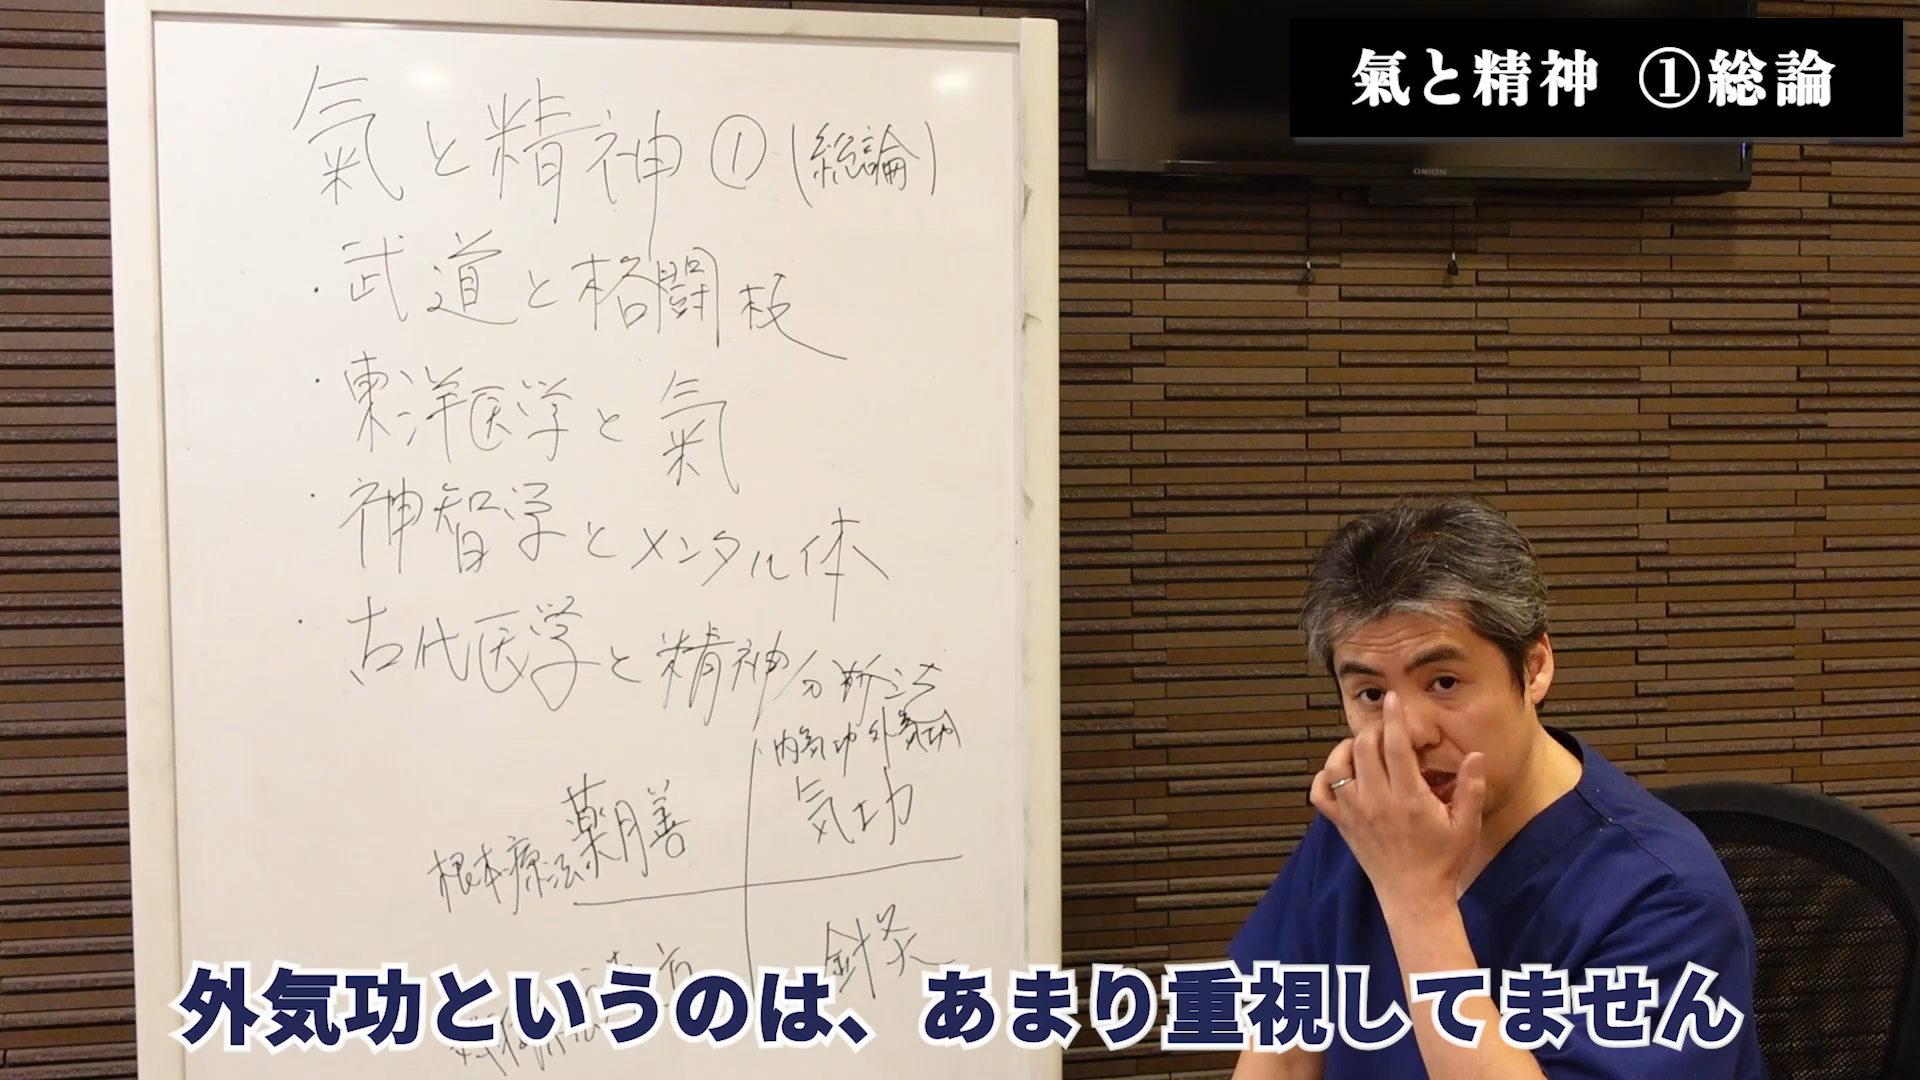 氣と精神 ①総論
氣と精神①(総論)
・武道と格闘技
・東洋医学と氣
・神智学とメンタル体
・古代医学と精神分析法
内気功 外気功
薬膳
気功
根本療法
針灸
ORION
外気功というのは、あまり重視してません